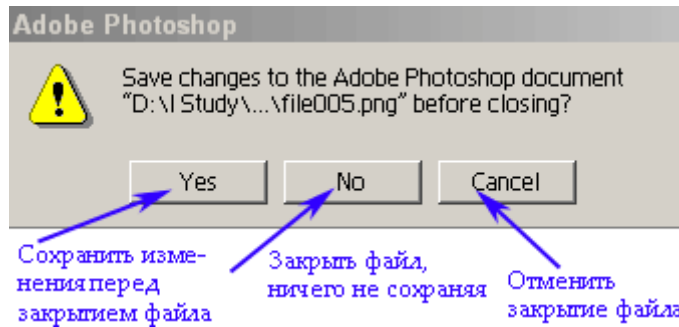 Adobe Photoshop
Save changes to the Adobe Photoshop document
"D:\I Study\...\file005.png" before closing?
Yes No Cancel
Сохранить изме-
нения перед
закрытием файла
Закрыть файл,
ничего не сохраняя
Отменить
закрытие файла